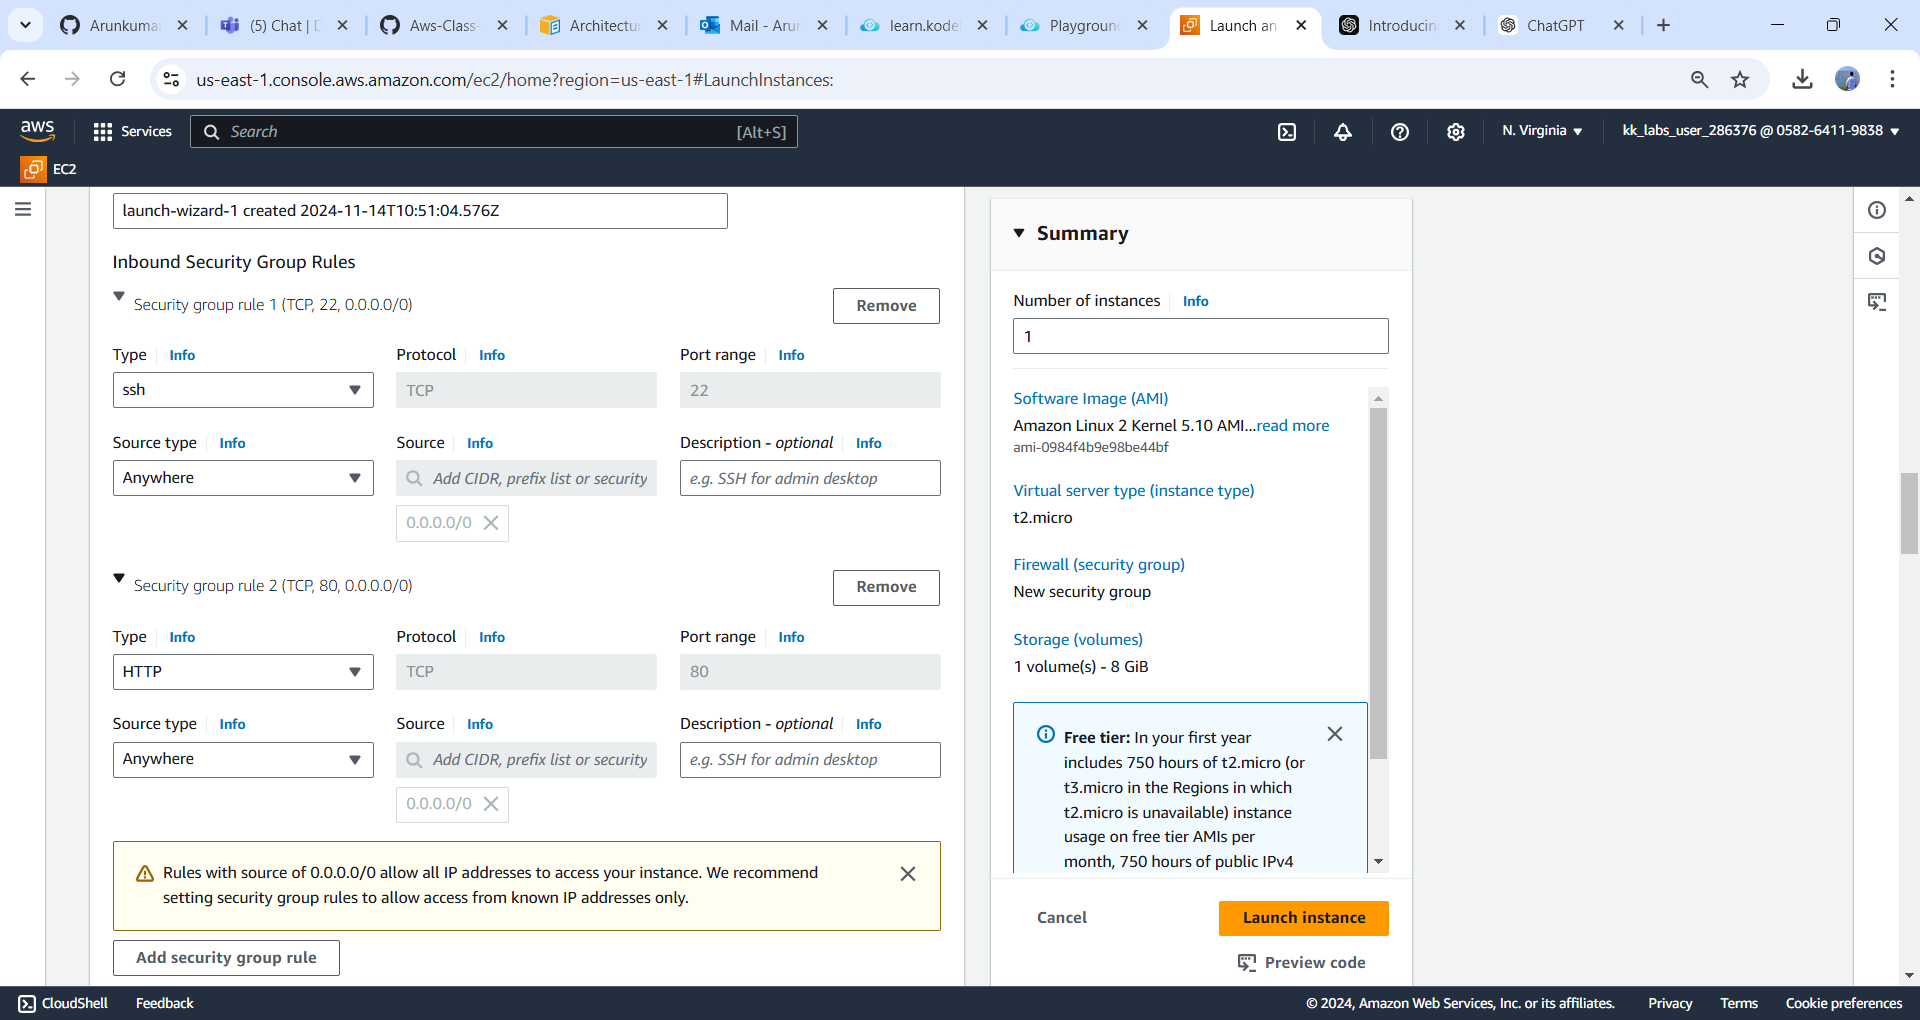 Arunkuma
(5) Chat | D
Aws-Class-
Architectur
Mail - Arun
learn.kode
Playground
Launch an
Introducin
ChatGPT
us-east-1.console.aws.amazon.com/ec2/home?region=us-east-1#LaunchInstances:
aws
Services
Search
[Alt+S]
N. Virginia
kk_labs_user_286376 @ 0582-6411-9838
EC2
launch-wizard-1 created 2024-11-14T10:51:04.576Z
Inbound Security Group Rules
Security group rule 1 (TCP, 22, 0.0.0.0/0)
Remove
Type Info
Protocol Info
Port range Info
ssh
TCP
22
Source type Info
Source Info
Description - optional Info
Anywhere
Add CIDR, prefix list or security
e.g. SSH for admin desktop
0.0.0.0/0
Security group rule 2 (TCP, 80, 0.0.0.0/0)
Remove
Type Info
Protocol Info
Port range Info
HTTP
TCP
80
Source type Info
Source Info
Description - optional Info
Anywhere
Add CIDR, prefix list or security
e.g. SSH for admin desktop
0.0.0.0/0
Rules with source of 0.0.0.0/0 allow all IP addresses to access your instance. We recommend
setting security group rules to allow access from known IP addresses only.
Add security group rule
Summary
Number of instances Info
1
Software Image (AMI)
Amazon Linux 2 Kernel 5.10 AMI...read more
ami-0984f4b9e98be44bf
Virtual server type (instance type)
t2.micro
Firewall (security group)
New security group
Storage (volumes)
1 volume(s) - 8 GiB
Free tier: In your first year
includes 750 hours of t2.micro (or
t3.micro in the Regions in which
t2.micro is unavailable) instance
usage on free tier AMIs per
month, 750 hours of public IPv4
Cancel
Launch instance
Preview code
CloudShell
Feedback
© 2024, Amazon Web Services, Inc. or its affiliates.
Privacy
Terms
Cookie preferences